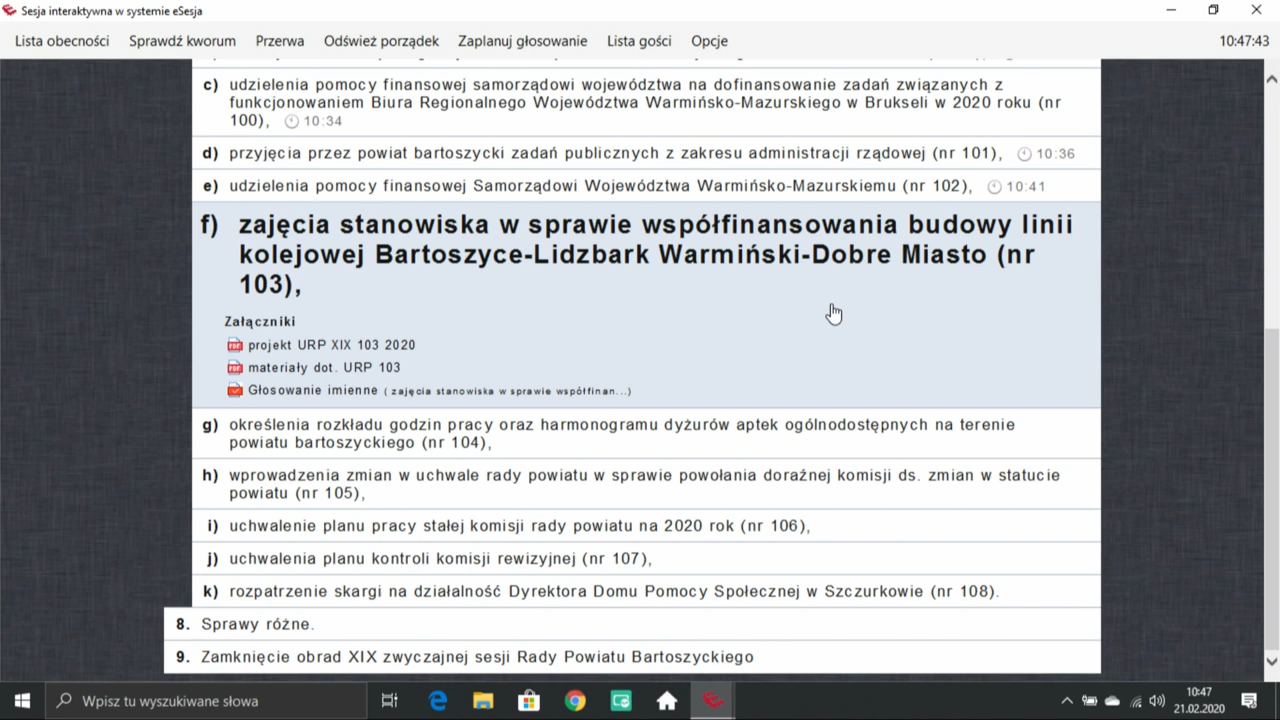 Sesja interaktywna w systemie eSesja
Lista obecności Sprawdź kworum Przerwa Odśwież porządek Zaplanuj głosowanie Lista gości Opcje 10:47:43
c) udzielenia pomocy finansowej samorządowi województwa na dofinansowanie zadań związanych z
funkcjonowaniem Biura Regionalnego Województwa Warmińsko-Mazurskiego w Brukseli w 2020 roku (nr
100), 10:34
d) przyjęcia przez powiat bartoszycki zadań publicznych z zakresu administracji rządowej (nr 101), 10:36
e) udzielenia pomocy finansowej Samorządowi Województwa Warmińsko-Mazurskiemu (nr 102), 10:41
f) zajęcia stanowiska w sprawie współfinansowania budowy linii
kolejowej Bartoszyce-Lidzbark Warmiński-Dobre Miasto (nr
103),
Załączniki
projekt URP XIX 103 2020
materiały dot. URP 103
Głosowanie imienne ( zajęcia stanowiska w sprawie współfinan...)
g) określenia rozkładu godzin pracy oraz harmonogramu dyżurów aptek ogólnodostępnych na terenie
powiatu bartoszyckiego (nr 104),
h) wprowadzenia zmian w uchwale rady powiatu w sprawie powołania doraźnej komisji ds. zmian w statucie
powiatu (nr 105),
i) uchwalenie planu pracy stałej komisji rady powiatu na 2020 rok (nr 106),
j) uchwalenia planu kontroli komisji rewizyjnej (nr 107),
k) rozpatrzenie skargi na działalność Dyrektora Domu Pomocy Społecznej w Szczurkowie (nr 108).
8. Sprawy różne.
9. Zamknięcie obrad XIX zwyczajnej sesji Rady Powiatu Bartoszyckiego
Wpisz tu wyszukiwane słowa
10:47
21.02.2020